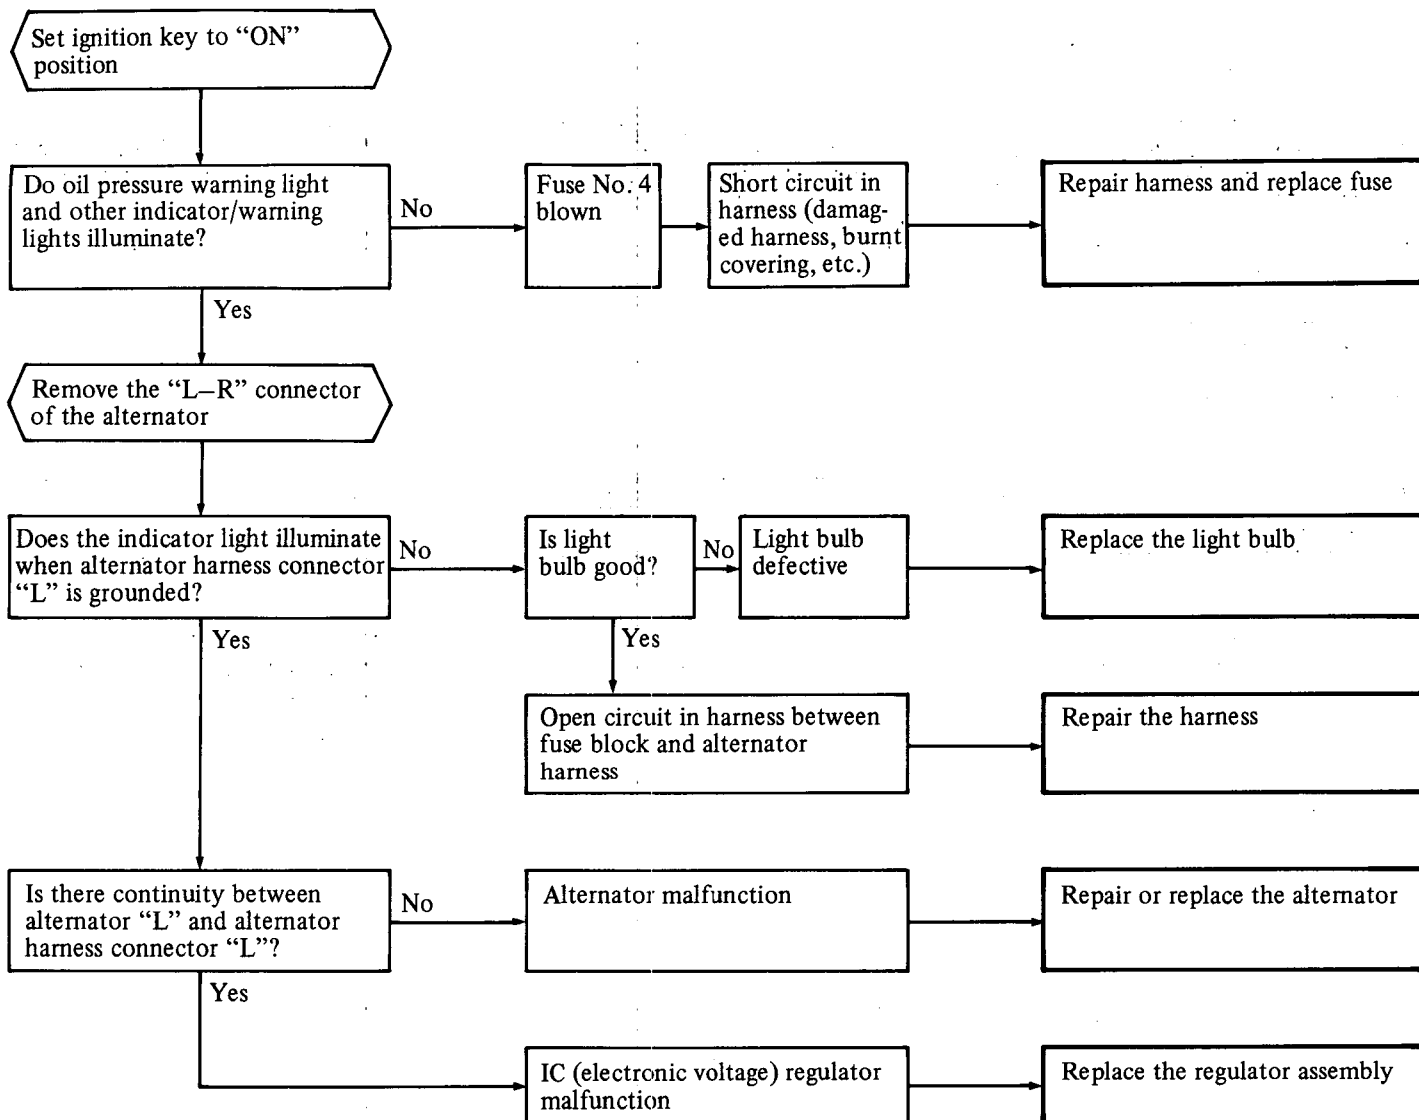 Set ignition key to “ON”
position
Do oil pressure warning light
and other indicator/warning
lights illuminate?
No
Fuse No. 4
blown
Short circuit in
harness (damag-
ed harness, burnt
covering, etc.)
Repair harness and replace fuse
Yes
Remove the “L–R” connector
of the alternator
Does the indicator light illuminate
when alternator harness connector
“L” is grounded?
No
Is light
bulb good?
No
Light bulb
defective
Replace the light bulb
Yes
Yes
Open circuit in harness between
fuse block and alternator
harness
Repair the harness
Is there continuity between
alternator “L” and alternator
harness connector “L”?
No
Alternator malfunction
Repair or replace the alternator
Yes
IC (electronic voltage) regulator
malfunction
Replace the regulator assembly